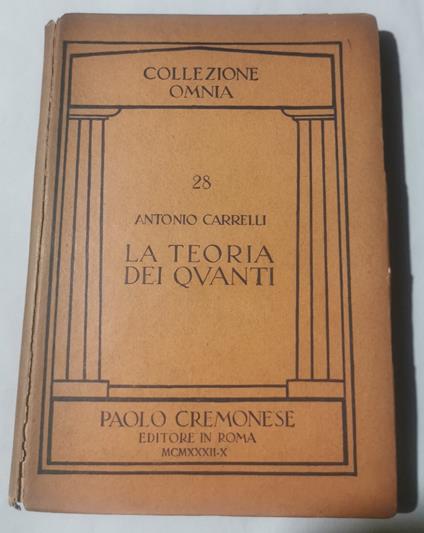 COLLEZIONE
OMNIA
28
ANTONIO CARRELLI
LA TEORIA
DEI QVANTI
PAOLO CREMONESE
EDITORE IN ROMA
MCMXXXII-X